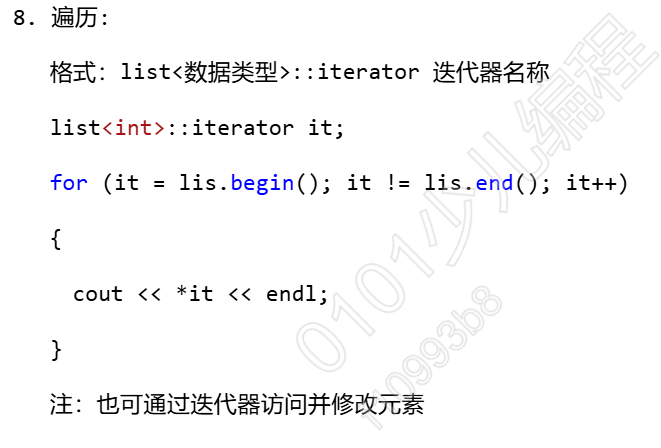 8. 遍历:
格式: list<数据类型>::iterator 迭代器名称
list<int>::iterator it;
for (it = lis.begin(); it != lis.end(); it++)
{
cout << *it << endl;
}
注: 也可通过迭代器访问并修改元素
0101少儿编程